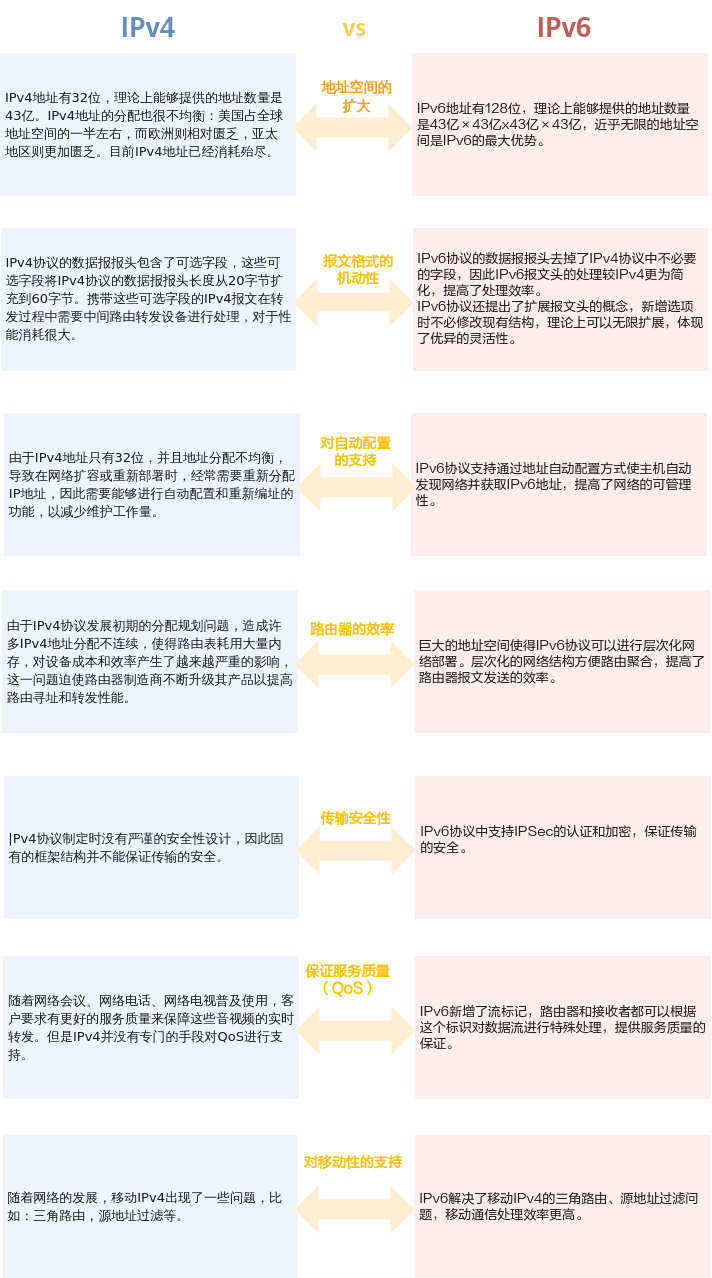 IPv4
vs
IPv6
IPv4地址有32位，理论上能够提供的地址数量是
43亿。IPv4地址的分配也很不均衡：美国占全球
地址空间的一半左右，而欧洲则相对匮乏，亚太
地区则更加匮乏。目前IPv4地址已经消耗殆尽。
地址空间的
扩大
IPv6地址有128位，理论上能够提供的地址数量
是43亿×43亿x43亿×43亿，近乎无限的地址空
间是IPv6的最大优势。
IPv4协议的数据报报头包含了可选字段，这些可
选字段将IPv4协议的数据报报头长度从20字节扩
充到60字节。携带这些可选字段的IPv4报文在转
发过程中需要中间路由转发设备进行处理，对于性
能消耗很大。
报文格式的
机动性
IPv6协议的数据报报头去掉了IPv4协议中不必要
的字段，因此IPv6报文头的处理较IPv4更为简
化，提高了处理效率。
IPv6协议还提出了扩展报文头的概念，新增选项
时不必修改现有结构，理论上可以无限扩展，体现
了优异的灵活性。
由于IPv4地址只有32位，并且地址分配不均衡，
导致在网络扩容或重新部署时，经常需要重新分配
IP地址，因此需要能够进行自动配置和重新编址的
功能，以减少维护工作量。
对自动配置
的支持
IPv6协议支持通过地址自动配置方式使主机自动
发现网络并获取IPv6地址，提高了网络的可管理
性。
由于IPv4协议发展初期的分配规划问题，造成许
多IPv4地址分配不连续，使得路由表耗用大量内
存，对设备成本和效率产生了越来越严重的影响，
这一问题迫使路由器制造商不断升级其产品以提高
路由寻址和转发性能。
路由器的效率
巨大的地址空间使得IPv6协议可以进行层次化网
络部署。层次化的网络结构方便路由聚合，提高了
路由器报文发送的效率。
|Pv4协议制定时没有严谨的安全性设计，因此固
有的框架结构并不能保证传输的安全。
传输安全性
IPv6协议中支持IPSec的认证和加密，保证传输
的安全。
随着网络会议、网络电话、网络电视普及使用，客
户要求有更好的服务质量来保障这些音视频的实时
转发。但是IPv4并没有专门的手段对QoS进行支
持。
保证服务质量
（QoS）
IPv6新增了流标记，路由器和接收者都可以根据
这个标识对数据流进行特殊处理，提供服务质量的
保证。
随着网络的发展，移动IPv4出现了一些问题，比
如：三角路由，源地址过滤等。
对移动性的支持
IPv6解决了移动IPv4的三角路由、源地址过滤问
题，移动通信处理效率更高。